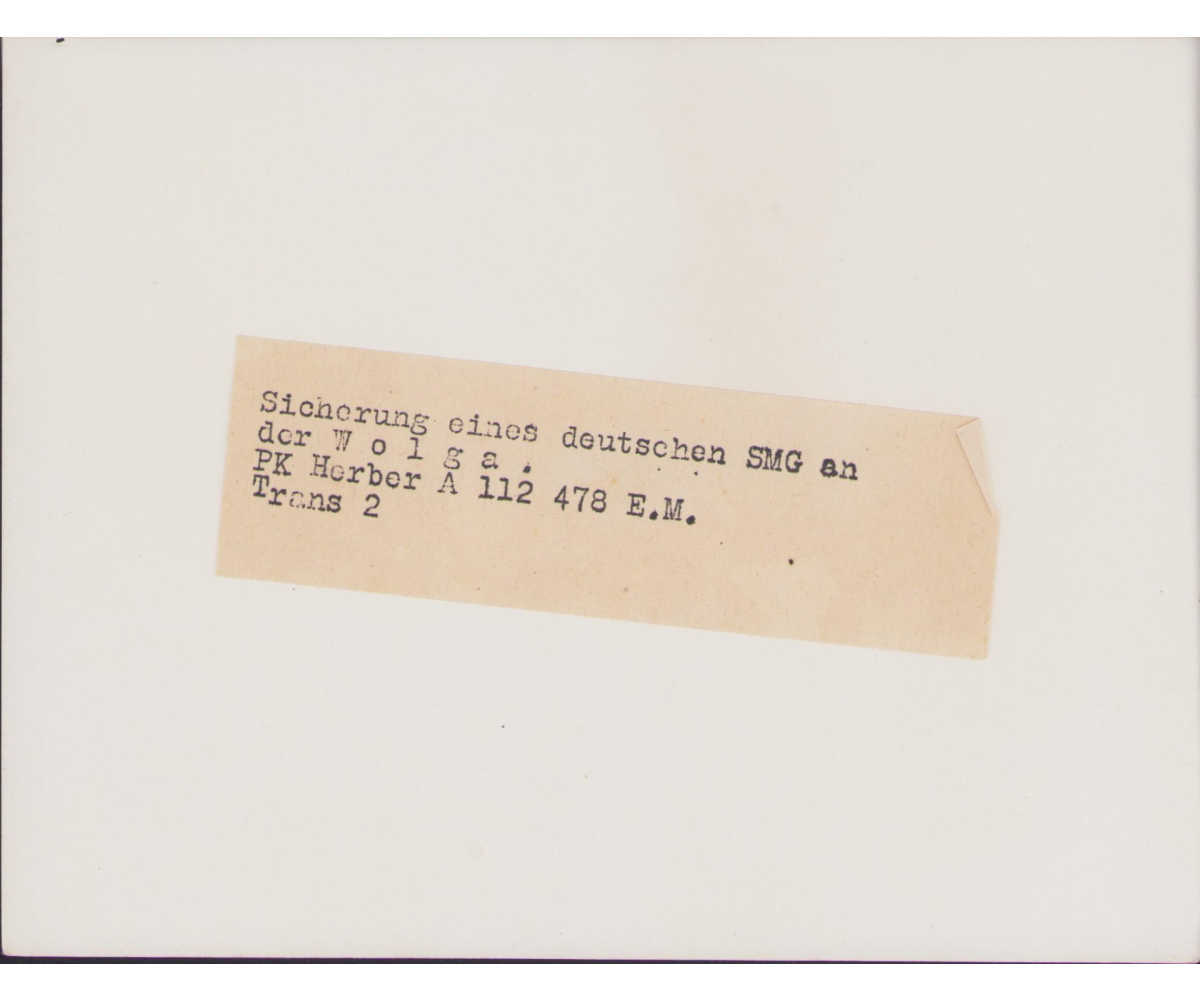 Sicherung eines deutschen SMG an
der W o l g a .
PK Herber A 112 478 E.M.
Trans 2